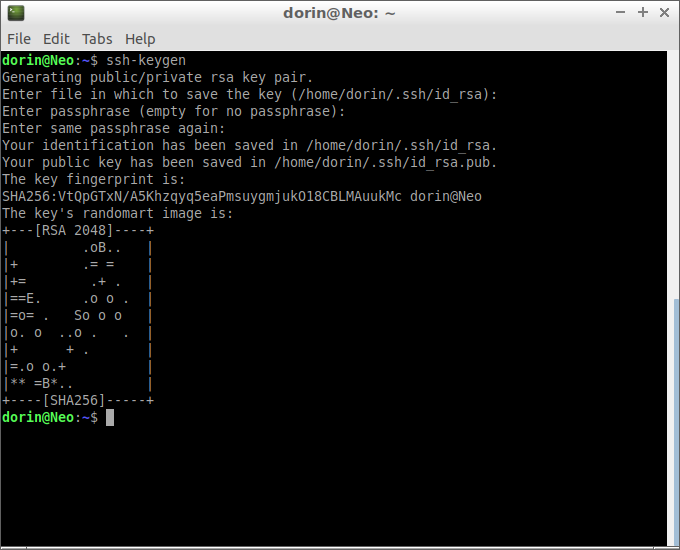 dorin@Neo: ~
File Edit Tabs Help
dorin@Neo:~$ ssh-keygen
Generating public/private rsa key pair.
Enter file in which to save the key (/home/dorin/.ssh/id_rsa):
Enter passphrase (empty for no passphrase):
Enter same passphrase again:
Your identification has been saved in /home/dorin/.ssh/id_rsa.
Your public key has been saved in /home/dorin/.ssh/id_rsa.pub.
The key fingerprint is:
SHA256:VtQpGTxN/A5Khzqyq5eaPmsuygmjukO18CBLMAuukMc dorin@Neo
The key's randomart image is:
+---[RSA 2048]----+
|         .oB..   |
|+        .= =    |
|+=        .+ .   |
|==E.     .o o .  |
|=o= .   So o o   |
|o. o  ..o .   .  |
|+      + .       |
|=.o o.+          |
|** =B*..         |
+----[SHA256]-----+
dorin@Neo:~$